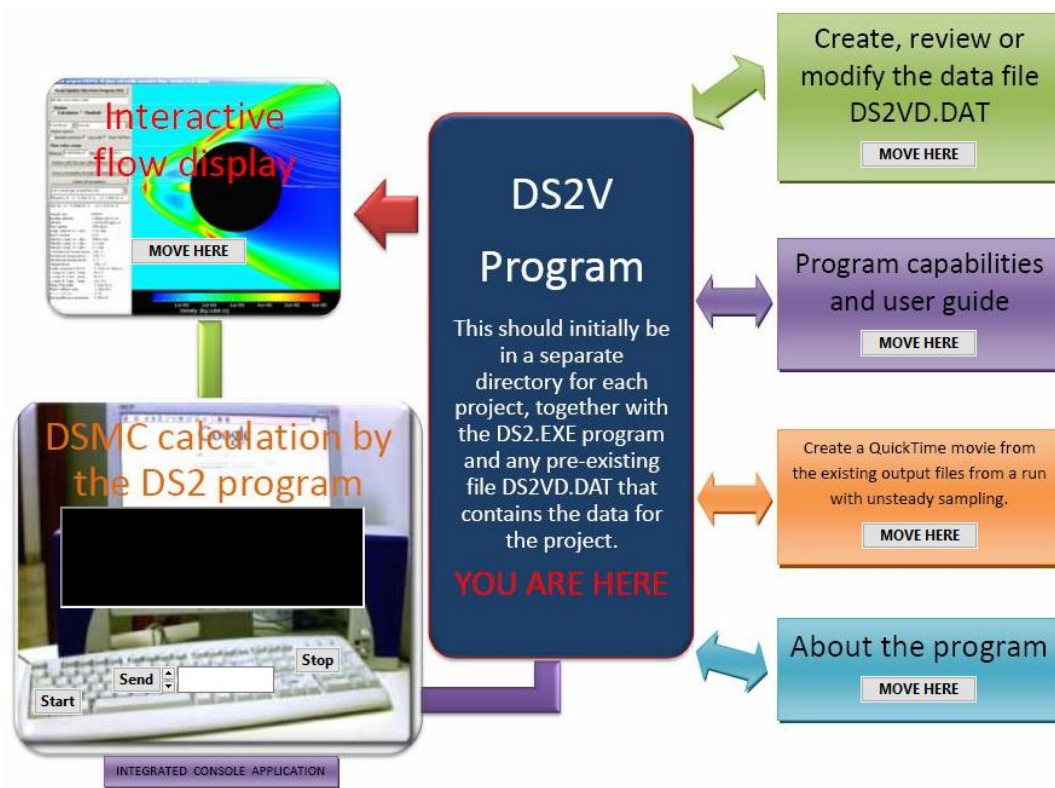 Interactive
flow display
MOVE HERE
DSMC calculation by
the DS2 program
Start
Send
Stop
INTEGRATED CONSOLE APPLICATION
DS2V
Program
This should initially be
in a separate
directory for each
project, together with
the DS2.EXE program
and any pre-existing
file DS2VD.DAT that
contains the data for
the project.
YOU ARE HERE
Create, review or
modify the data file
DS2VD.DAT
MOVE HERE
Program capabilities
and user guide
MOVE HERE
Create a QuickTime movie from
the existing output files from a run
with unsteady sampling.
MOVE HERE
About the program
MOVE HERE